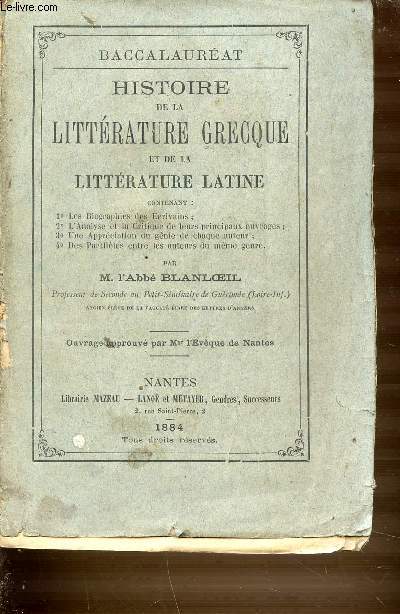 le-livre.com
BACCALAURÉAT
HISTOIRE
DE LA
LITTÉRATURE GRECQUE
ET DE LA
LITTÉRATURE LATINE
CONTENANT :
1° Les Biographies des Écrivains ;
2° L'Analyse et la Critique de leurs principaux ouvrages ;
3° Une Appréciation du génie de chaque auteur ;
4° Des Parallèles entre les auteurs du même genre.
PAR
M. l'Abbé BLANLŒIL
Professeur de Seconde au Petit-Séminaire de Guérande (Loire-Inf.)
ANCIEN ÉLÈVE DE LA FACULTÉ LIBRE DES LETTRES D'ANGERS
Ouvrage approuvé par Mgr l'Évêque de Nantes
NANTES
Librairie MAZEAU — LANOË et MÉTAYER, Gendres, Successeurs
2, rue Saint-Pierre, 2
1884
Tous droits réservés.